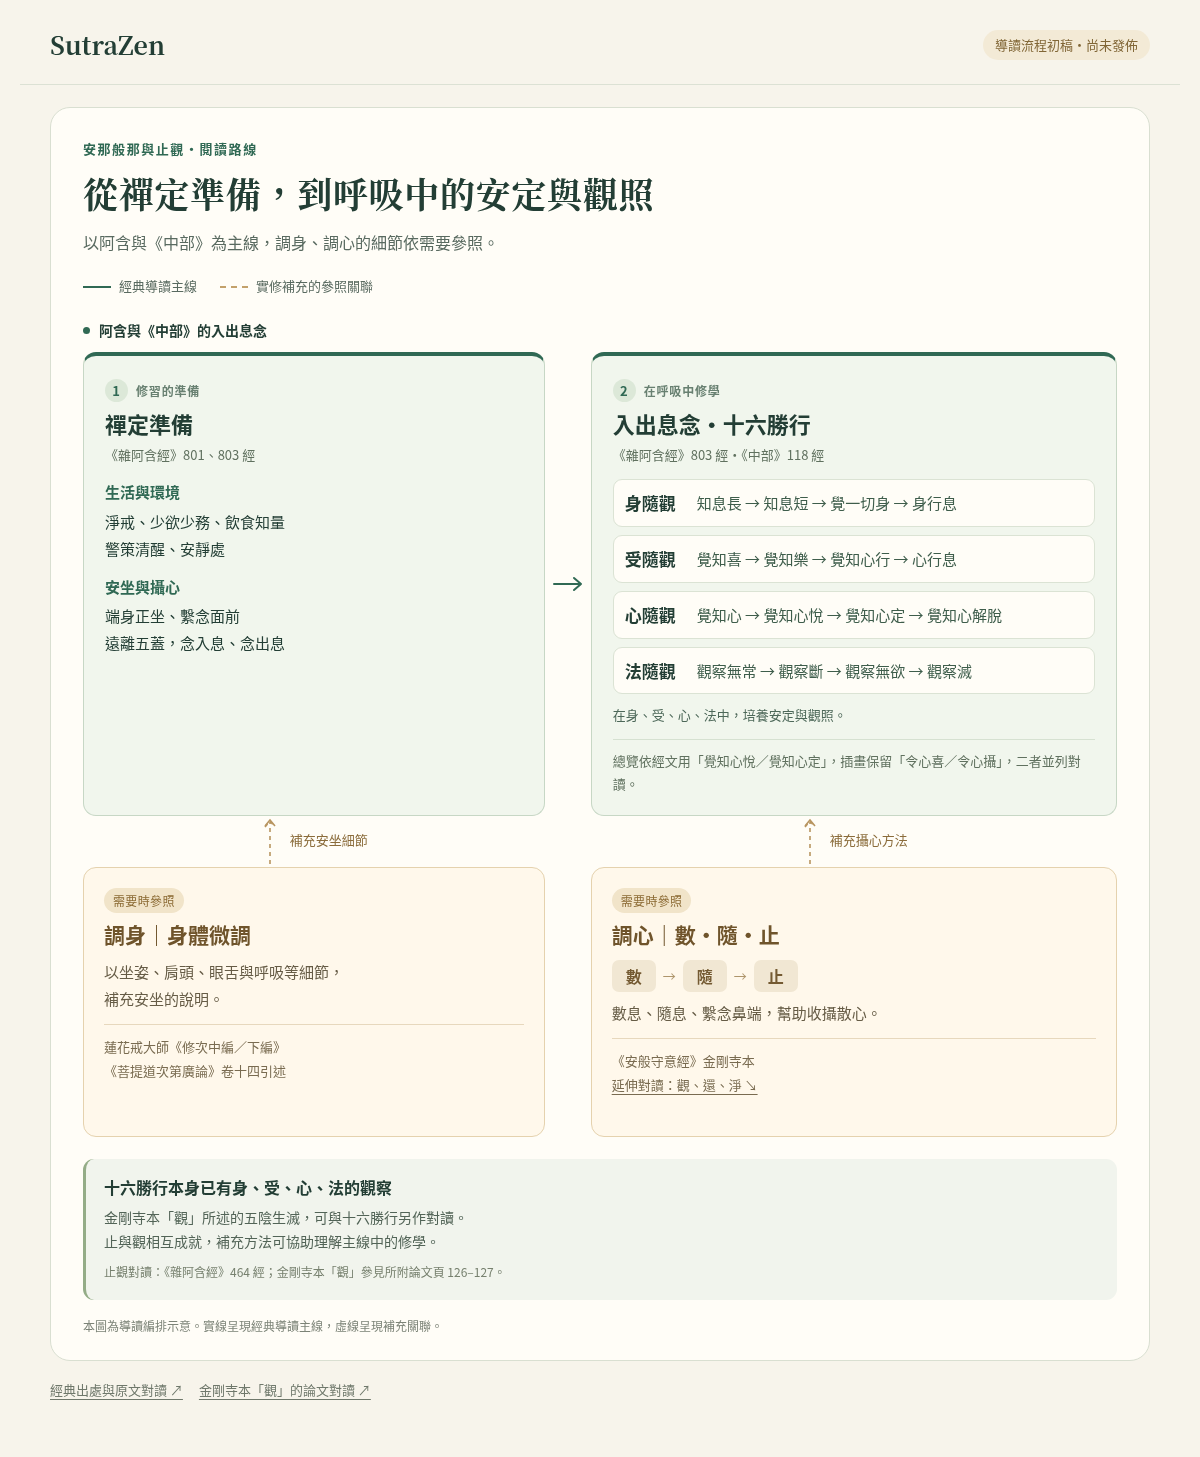 SutraZen
導讀流程初稿・尚未發佈
安那般那與止觀・閱讀路線
從禪定準備，到呼吸中的安定與觀照
以阿含與《中部》為主線，調身、調心的細節依需要參照。
經典導讀主線
實修補充的參照關聯
阿含與《中部》的入出息念
1 修習的準備
禪定準備
《雜阿含經》801、803 經
生活與環境
淨戒、少欲少務、飲食知量
警策清醒、安靜處
安坐與攝心
端身正坐、繫念面前
遠離五蓋，念入息、念出息
→
2 在呼吸中修學
入出息念・十六勝行
《雜阿含經》803 經・《中部》118 經
身隨觀 知息長 → 知息短 → 覺一切身 → 身行息
受隨觀 覺知喜 → 覺知樂 → 覺知心行 → 心行息
心隨觀 覺知心 → 覺知心悅 → 覺知心定 → 覺知心解脫
法隨觀 觀察無常 → 觀察斷 → 觀察無欲 → 觀察滅
在身、受、心、法中，培養安定與觀照。
總覽依經文用「覺知心悅／覺知心定」，插畫保留「令心喜／令心攝」，二者並列對
讀。
補充安坐細節
補充攝心方法
需要時參照
調身｜身體微調
以坐姿、肩頭、眼舌與呼吸等細節，
補充安坐的說明。
蓮花戒大師《修次中編／下編》
《菩提道次第廣論》卷十四引述
需要時參照
調心｜數・隨・止
數 → 隨 → 止
數息、隨息、繫念鼻端，幫助收攝散心。
《安般守意經》金剛寺本
延伸對讀：觀、還、淨 ↘
十六勝行本身已有身、受、心、法的觀察
金剛寺本「觀」所述的五陰生滅，可與十六勝行另作對讀。
止與觀相互成就，補充方法可協助理解主線中的修學。
止觀對讀：《雜阿含經》464 經；金剛寺本「觀」參見所附論文頁 126–127。
本圖為導讀編排示意。實線呈現經典導讀主線，虛線呈現補充關聯。
經典出處與原文對讀 ↗
金剛寺本「觀」的論文對讀 ↗